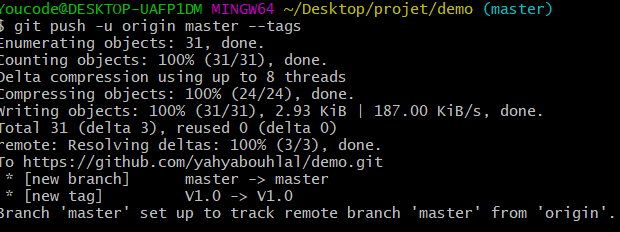 Youcode@DESKTOP-UAFP1DM MINGW64 ~/Desktop/projet/demo (master)
$ git push -u origin master --tags
Enumerating objects: 31, done.
Counting objects: 100% (31/31), done.
Delta compression using up to 8 threads
Compressing objects: 100% (24/24), done.
Writing objects: 100% (31/31), 2.93 KiB | 187.00 KiB/s, done.
Total 31 (delta 3), reused 0 (delta 0)
remote: Resolving deltas: 100% (3/3), done.
To https://github.com/yahyabouhlal/demo.git
 * [new branch]      master -> master
 * [new tag]         V1.0 -> V1.0
Branch 'master' set up to track remote branch 'master' from 'origin'.